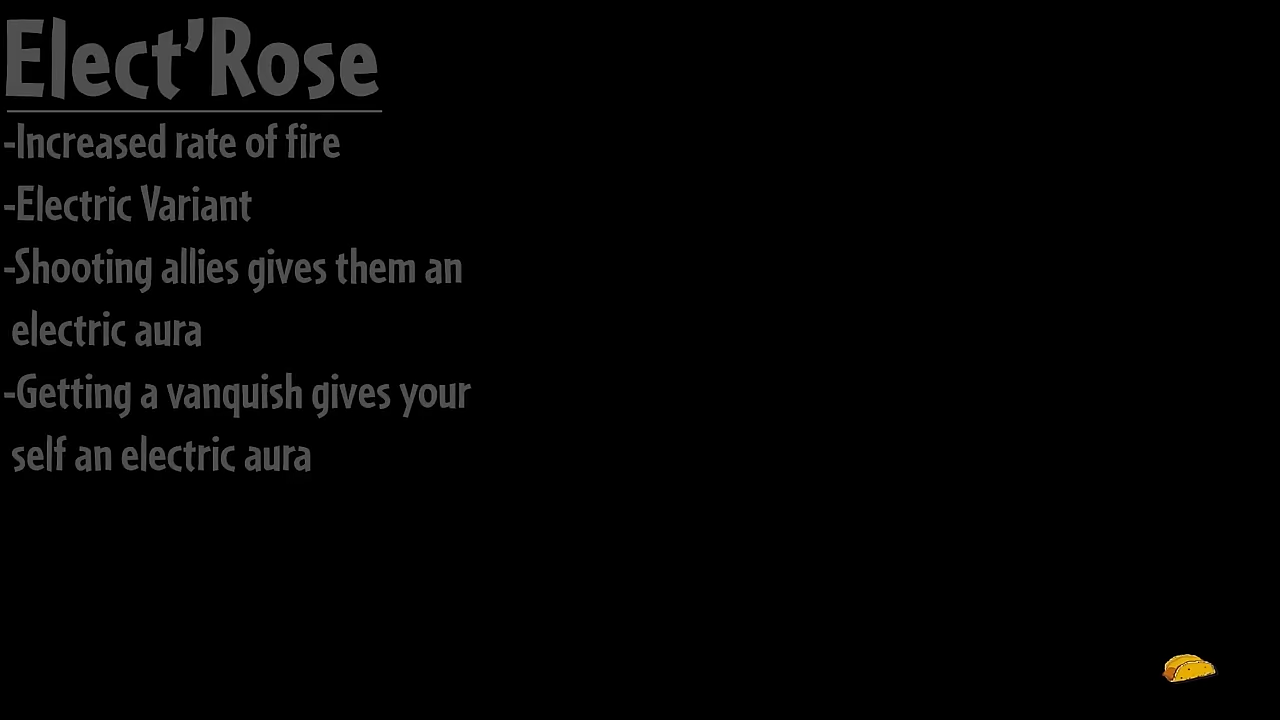 Elect’Rose
-Increased rate of fire
-Electric Variant
-Shooting allies gives them an
electric aura
-Getting a vanquish gives your
self an electric aura